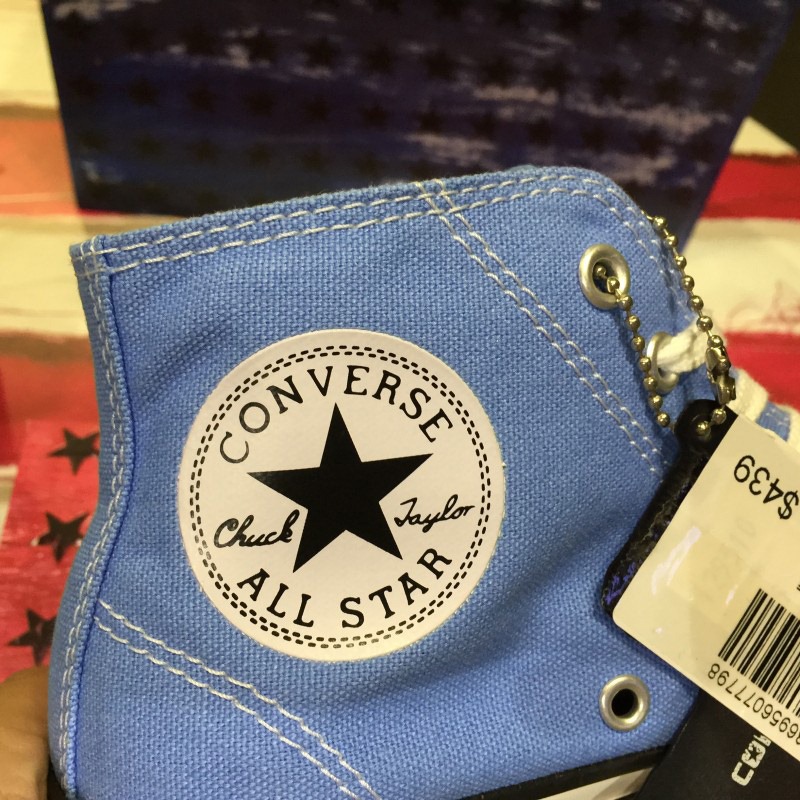 CONVERSE
Chuck Taylor
ALL STAR
$439